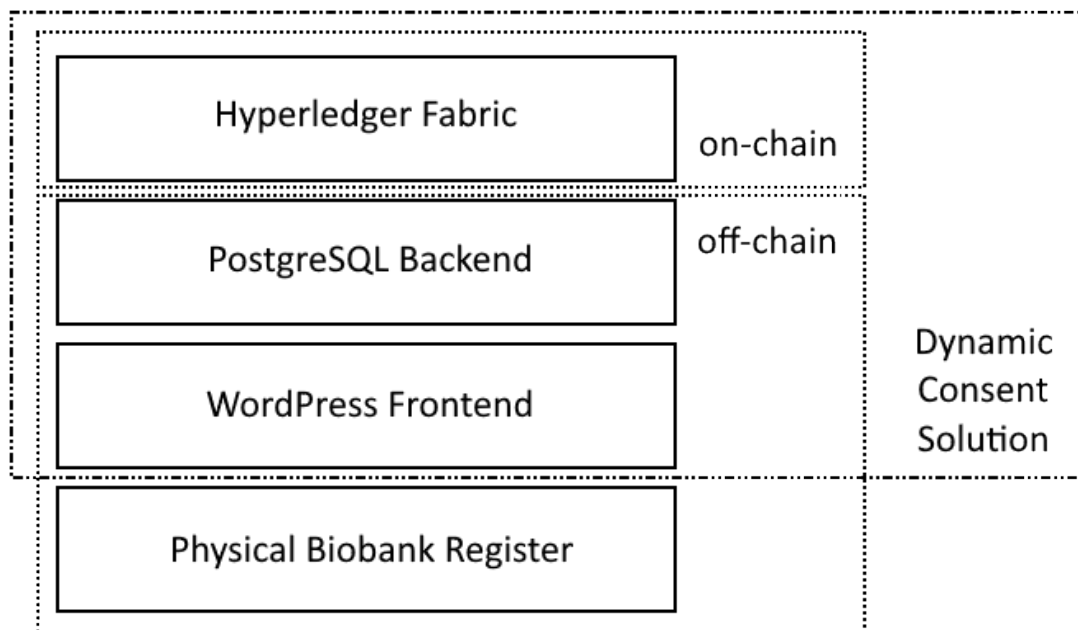 Hyperledger Fabric
on-chain
PostgreSQL Backend
off-chain
WordPress Frontend
Dynamic
Consent
Solution
Physical Biobank Register